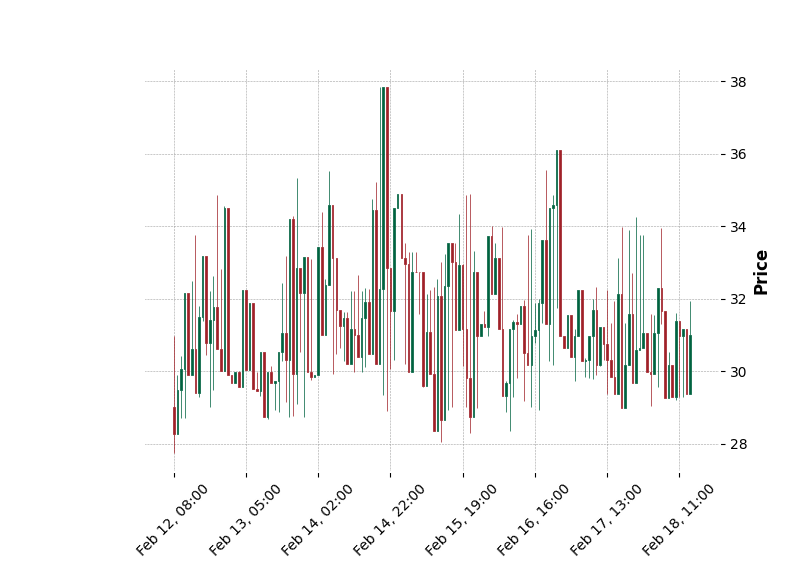 38
36
34
32
30
28
Price
Feb 12, 08:00
Feb 13, 05:00
Feb 14, 02:00
Feb 14, 22:00
Feb 15, 19:00
Feb 16, 16:00
Feb 17, 13:00
Feb 18, 11:00